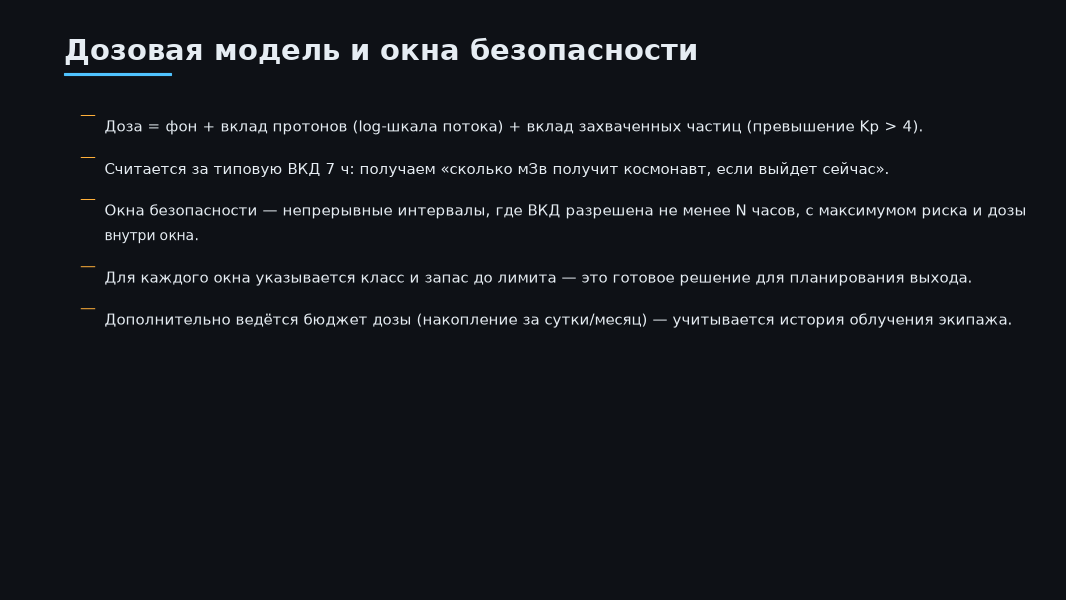 Дозовая модель и окна безопасности
— Доза = фон + вклад протонов (log-шкала потока) + вклад захваченных частиц (превышение Kp > 4).
— Считается за типовую ВКД 7 ч: получаем «сколько мЗв получит космонавт, если выйдет сейчас».
— Окна безопасности — непрерывные интервалы, где ВКД разрешена не менее N часов, с максимумом риска и дозы
внутри окна.
— Для каждого окна указывается класс и запас до лимита — это готовое решение для планирования выхода.
— Дополнительно ведётся бюджет дозы (накопление за сутки/месяц) — учитывается история облучения экипажа.